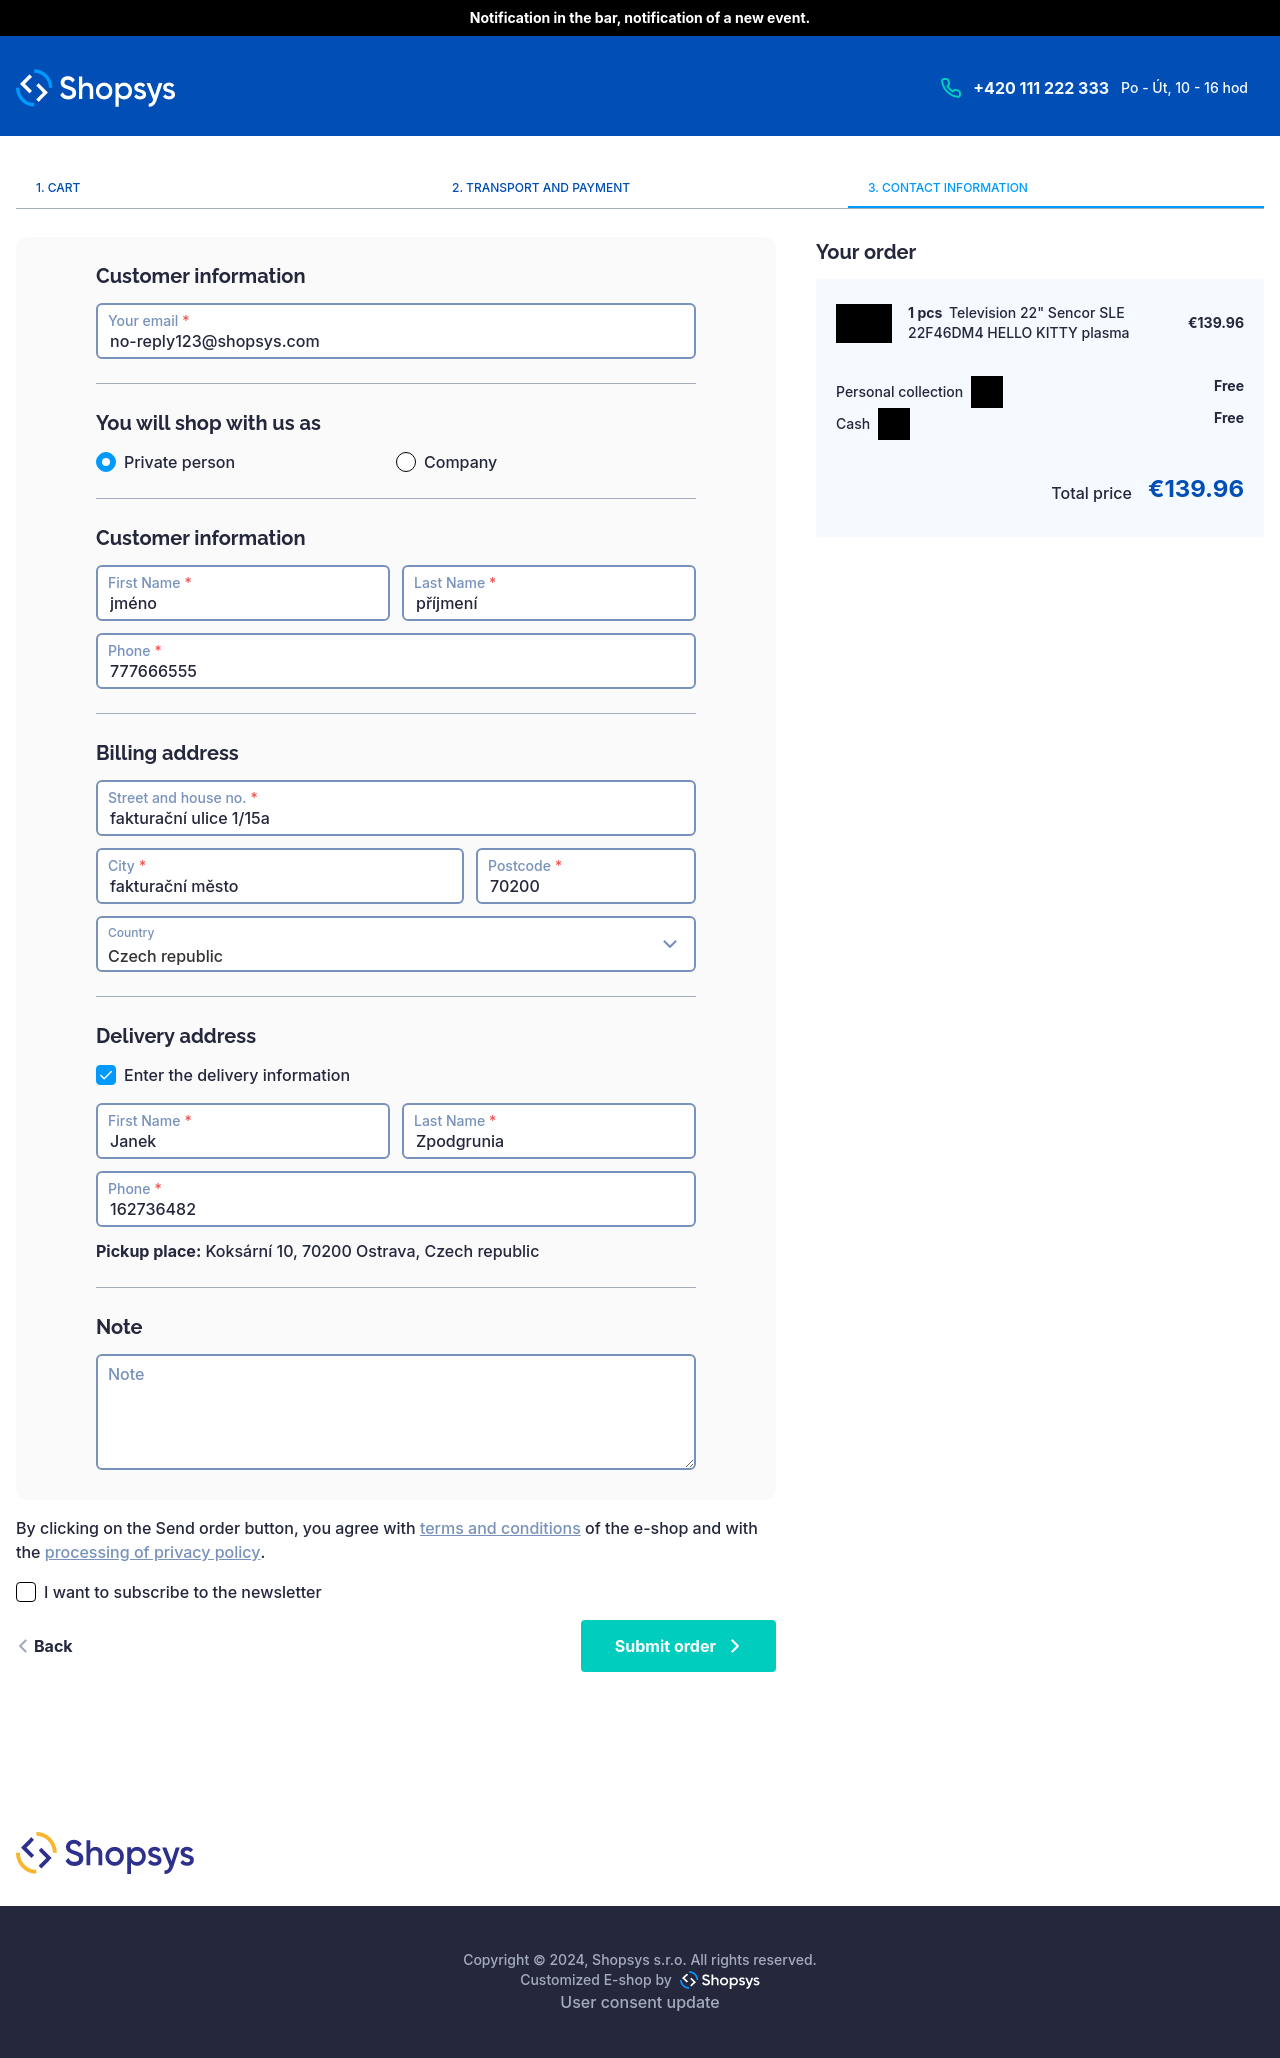 Notification in the bar, notification of a new event.
Shopsys
+420 111 222 333 Po - Út, 10 - 16 hod
1. CART
2. TRANSPORT AND PAYMENT
3. CONTACT INFORMATION
Customer information
Your email *
no-reply123@shopsys.com
You will shop with us as
Private person
Company
Customer information
First Name *
jméno
Last Name *
příjmení
Phone *
777666555
Billing address
Street and house no. *
fakturační ulice 1/15a
City *
fakturační město
Postcode *
70200
Country
Czech republic
Delivery address
Enter the delivery information
First Name *
Janek
Last Name *
Zpodgrunia
Phone *
162736482
Pickup place: Koksární 10, 70200 Ostrava, Czech republic
Note
Note
By clicking on the Send order button, you agree with terms and conditions of the e-shop and with
the processing of privacy policy.
I want to subscribe to the newsletter
Back
Submit order
Your order
1 pcs Television 22" Sencor SLE
22F46DM4 HELLO KITTY plasma
€139.96
Personal collection
Free
Cash
Free
Total price €139.96
Shopsys
Copyright © 2024, Shopsys s.r.o. All rights reserved.
Customized E-shop by Shopsys
User consent update